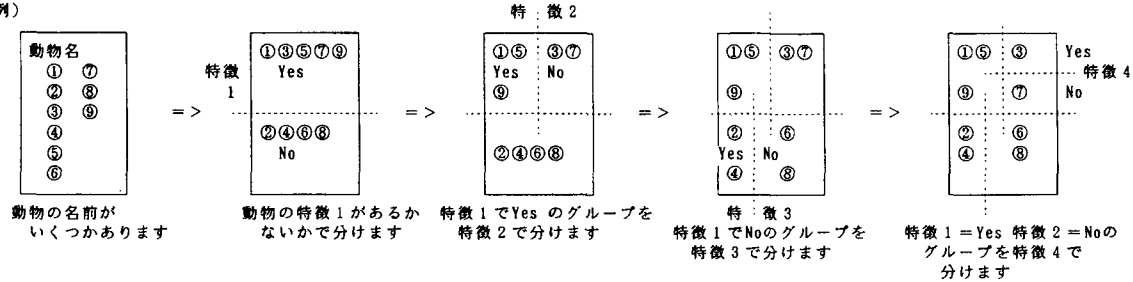 例）
動物名
① ⑦
② ⑧
③ ⑨
④
⑤
⑥
動物の名前が
いくつかあります
=>
特徴
1
①③⑤⑦⑨
Yes
②④⑥⑧
No
動物の特徴1があるか
ないかで分けます
=>
特 徴2
①⑤ ③⑦
Yes No
⑨
②④⑥⑧
特徴1でYes のグループを
特徴2で分けます
=>
①⑤ ③⑦
⑨
② ⑥
Yes No
④ ⑧
特 徴3
特徴1でNoのグループを
特徴3で分けます
=>
①⑤ ③ Yes
特徴4
⑨ ⑦ No
② ⑥
④ ⑧
特徴1＝Yes 特徴2＝Noの
グループを特徴4で
分けます